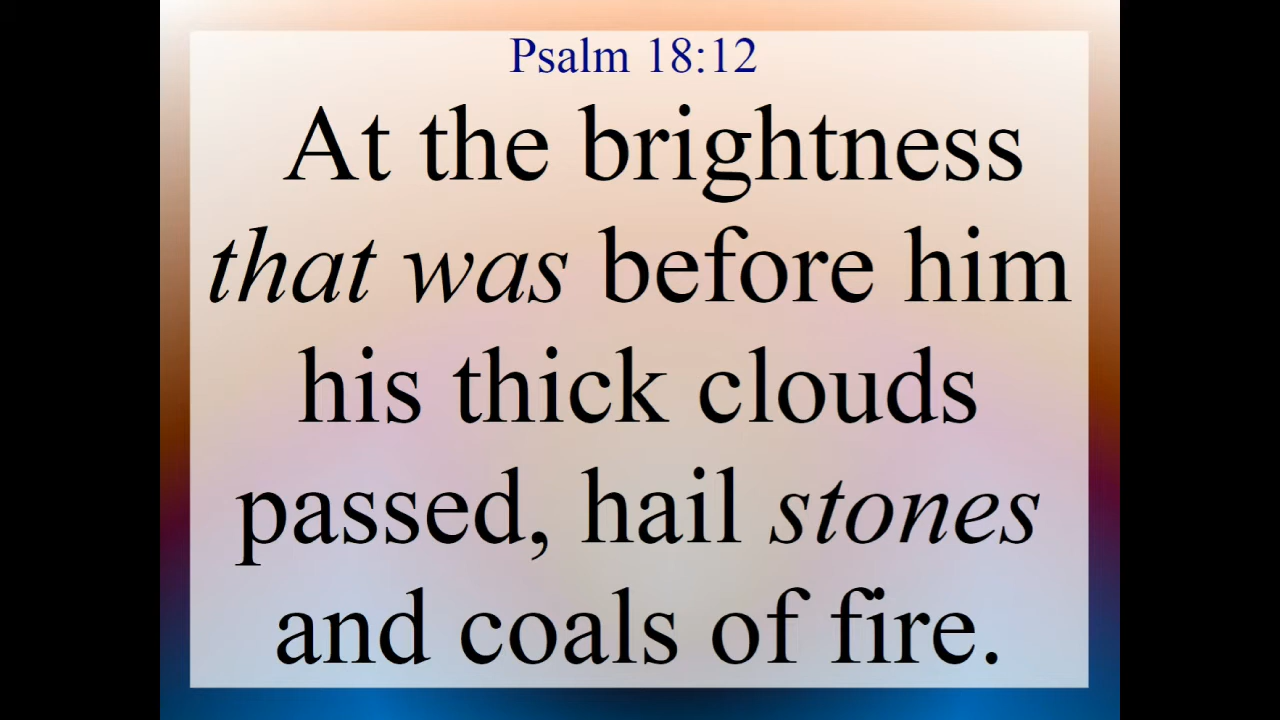 Psalm 18:12
At the brightness
that was before him
his thick clouds
passed, hail stones
and coals of fire.